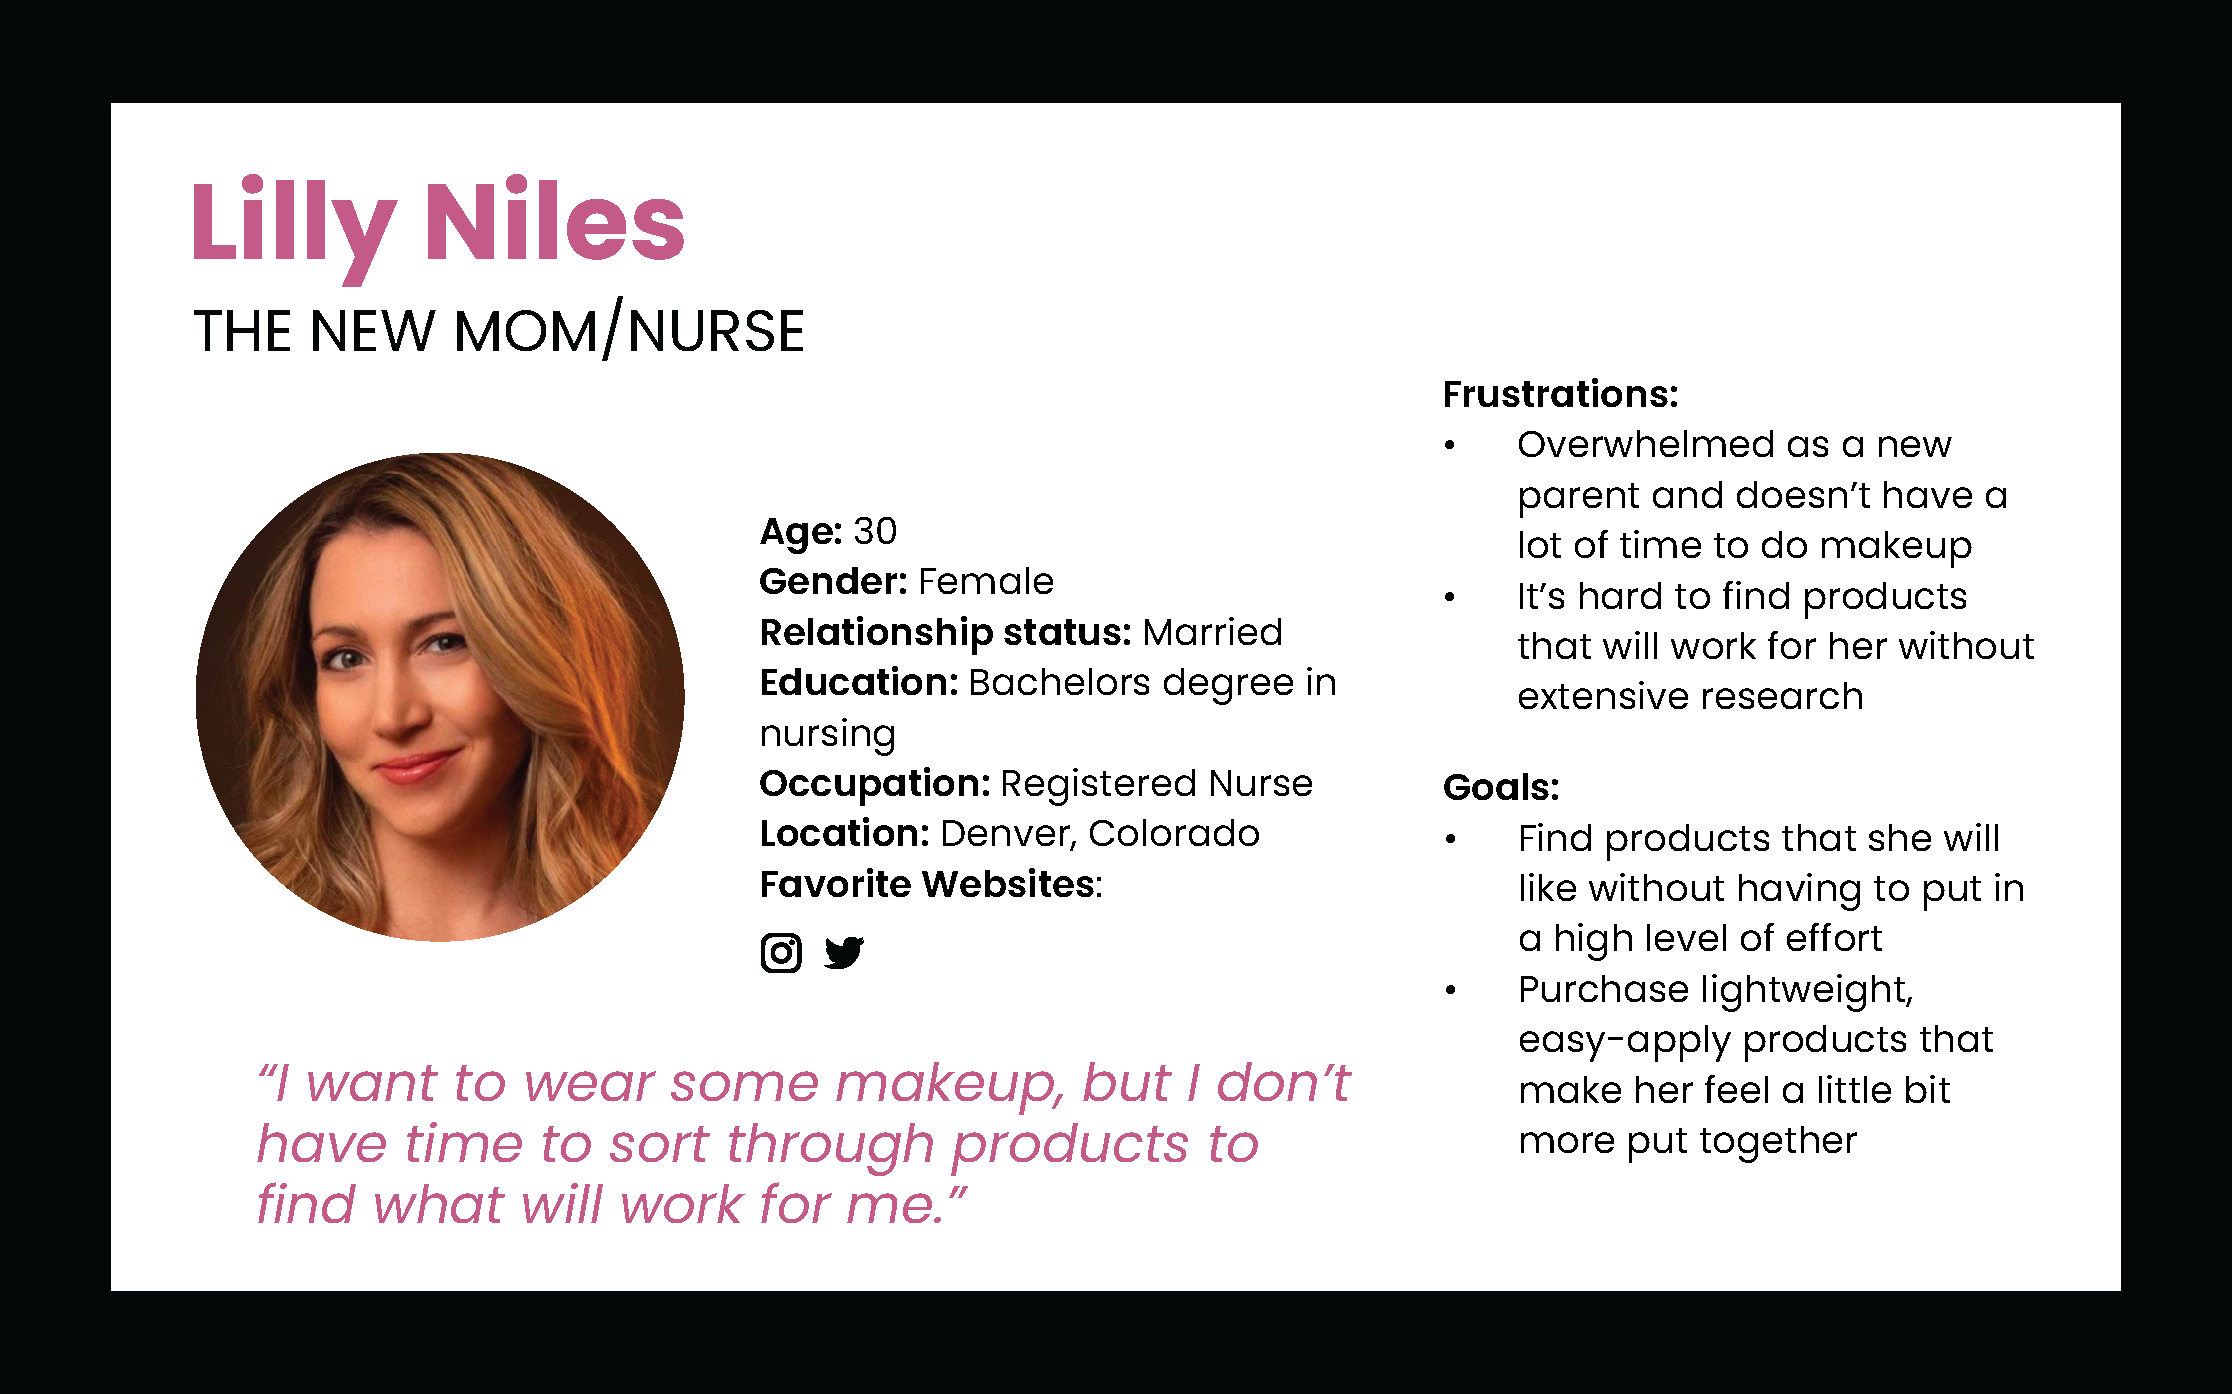 Lilly Niles
THE NEW MOM/NURSE
Age: 30
Gender: Female
Relationship status: Married
Education: Bachelors degree in
nursing
Occupation: Registered Nurse
Location: Denver, Colorado
Favorite Websites:
“I want to wear some makeup, but I don’t
have time to sort through products to
find what will work for me.”
Frustrations:
• Overwhelmed as a new
parent and doesn’t have a
lot of time to do makeup
• It’s hard to find products
that will work for her without
extensive research
Goals:
• Find products that she will
like without having to put in
a high level of effort
• Purchase lightweight,
easy-apply products that
make her feel a little bit
more put together